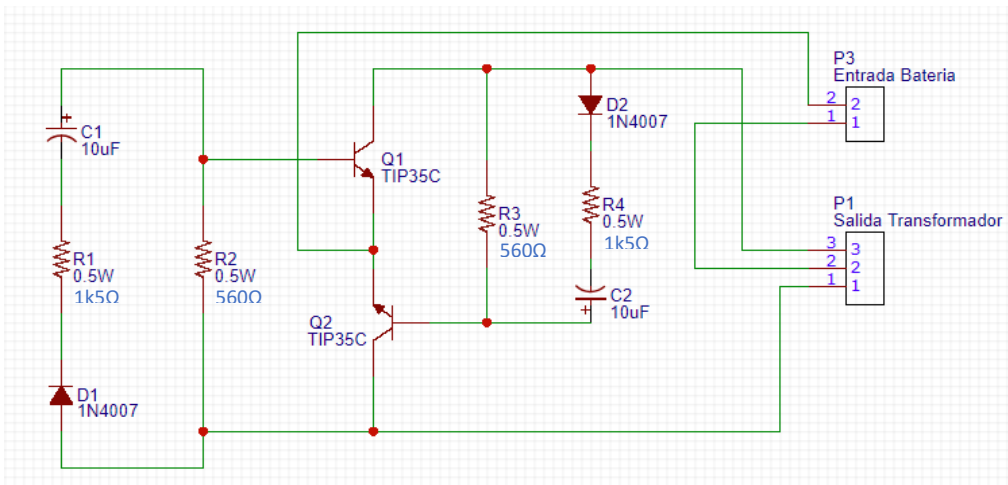 P3
Entrada Bateria
2 2
1 1
D2
1N4007
+
C1
10uF
Q1
TIP35C
R4
0.5W
1k5Ω
R3
0.5W
560Ω
P1
Salida Transformador
3 3
2 2
1 1
R1
0.5W
1k5Ω
R2
0.5W
560Ω
C2
10uF
+
Q2
TIP35C
D1
1N4007